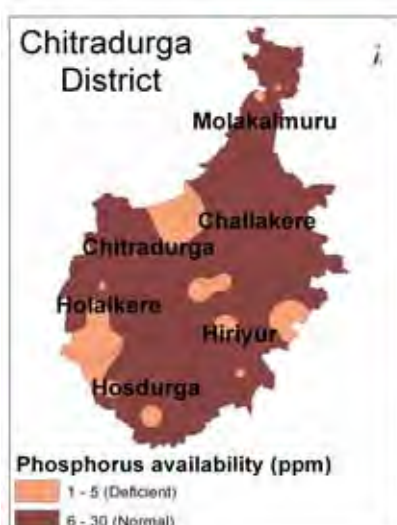 Chitradurga
District
Molakalmuru
Challakere
Chitradurga
Holalkere
Hiriyur
Hosdurga
Phosphorus availability (ppm)
1 - 5 (Deficient)
6 - 30 (Normal)